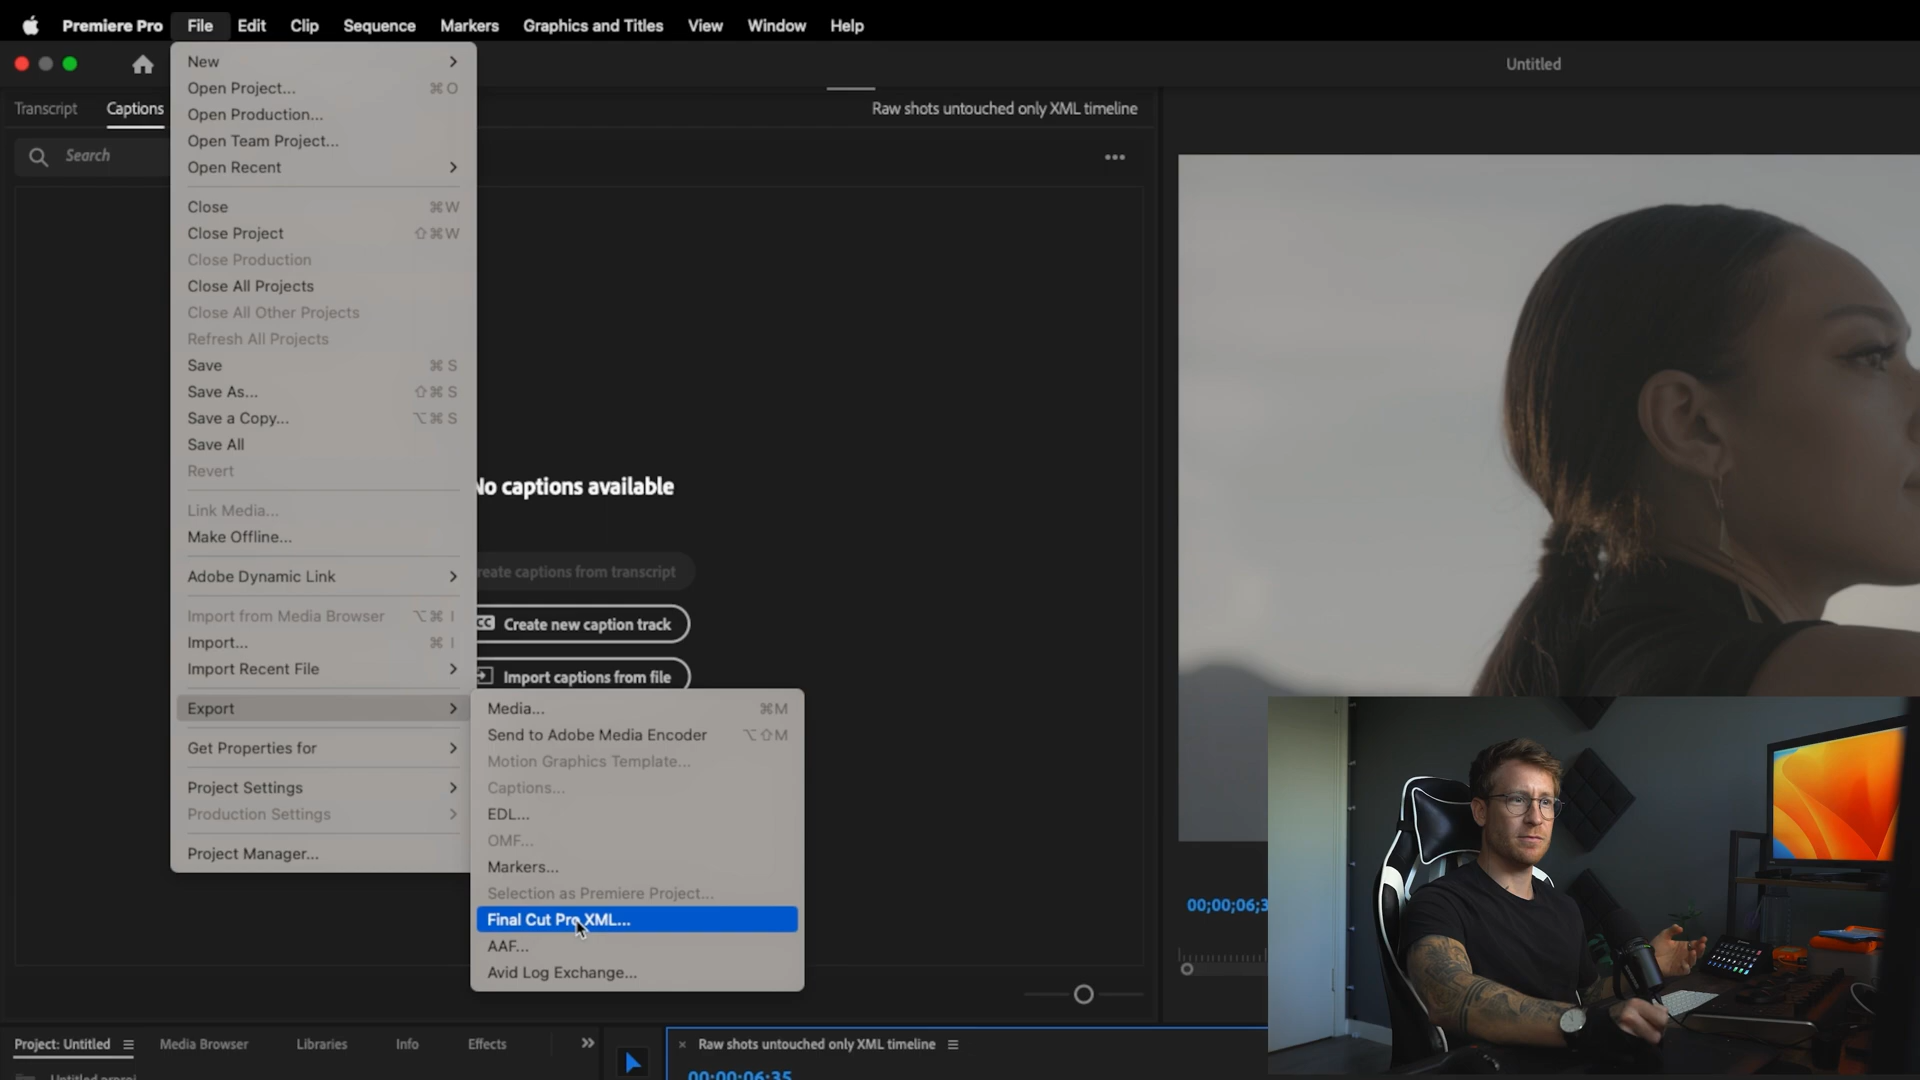 Premiere Pro File Edit Clip Sequence Markers Graphics and Titles View Window Help
Untitled
Transcript Captions
Raw shots untouched only XML timeline
Search
New
Open Project... ⌘O
Open Production...
Open Team Project...
Open Recent
Close ⌘W
Close Project ⇧⌘W
Close Production
Close All Projects
Close All Other Projects
Refresh All Projects
Save ⌘S
Save As... ⇧⌘S
Save a Copy... ⌥⌘S
Save All
Revert
Link Media...
Make Offline...
Adobe Dynamic Link
Import from Media Browser ⌥⌘I
Import... ⌘I
Import Recent File
Export
Get Properties for
Project Settings
Production Settings
Project Manager...
No captions available
reate captions from transcript
CC Create new caption track
Import captions from file
Media... ⌘M
Send to Adobe Media Encoder ⌥⇧M
Motion Graphics Template...
Captions...
EDL...
OMF...
Markers...
Selection as Premiere Project...
Final Cut Pro XML...
AAF...
Avid Log Exchange...
00;00;06;3
Project: Untitled Media Browser Libraries Info Effects
Raw shots untouched only XML timeline
Untitled.prproj
00:00:06:35